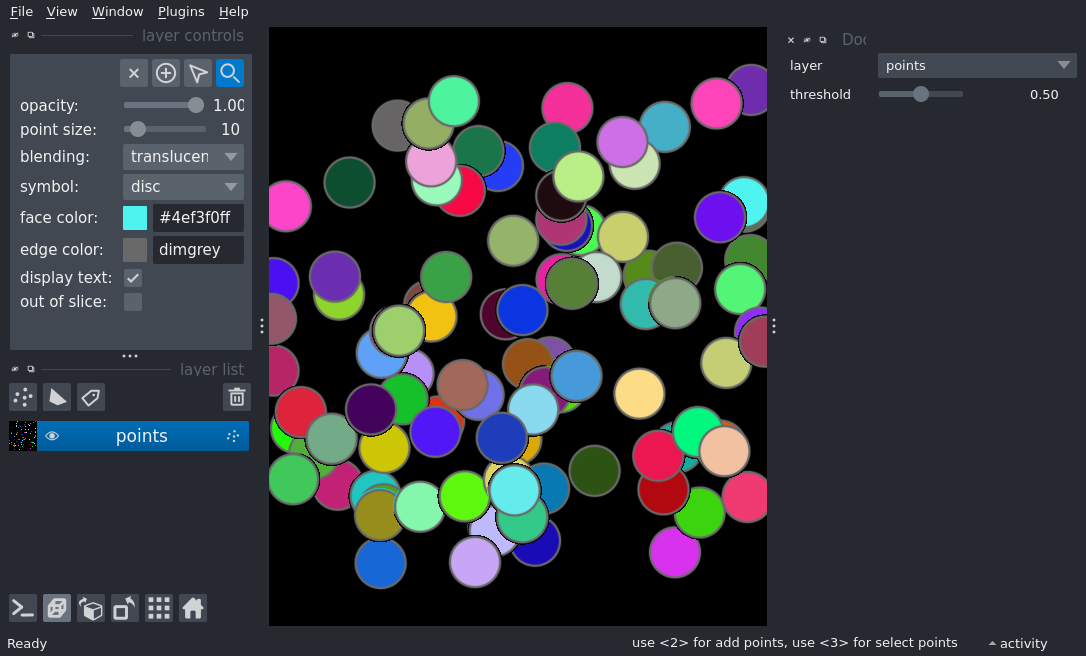 File View Window Plugins Help
layer controls
opacity: 1.00
point size: 10
blending: translucen
symbol: disc
face color: #4ef3f0ff
edge color: dimgrey
display text:
out of slice:
layer list
points
Doc
layer points
threshold 0.50
Ready
use <2> for add points, use <3> for select points
activity